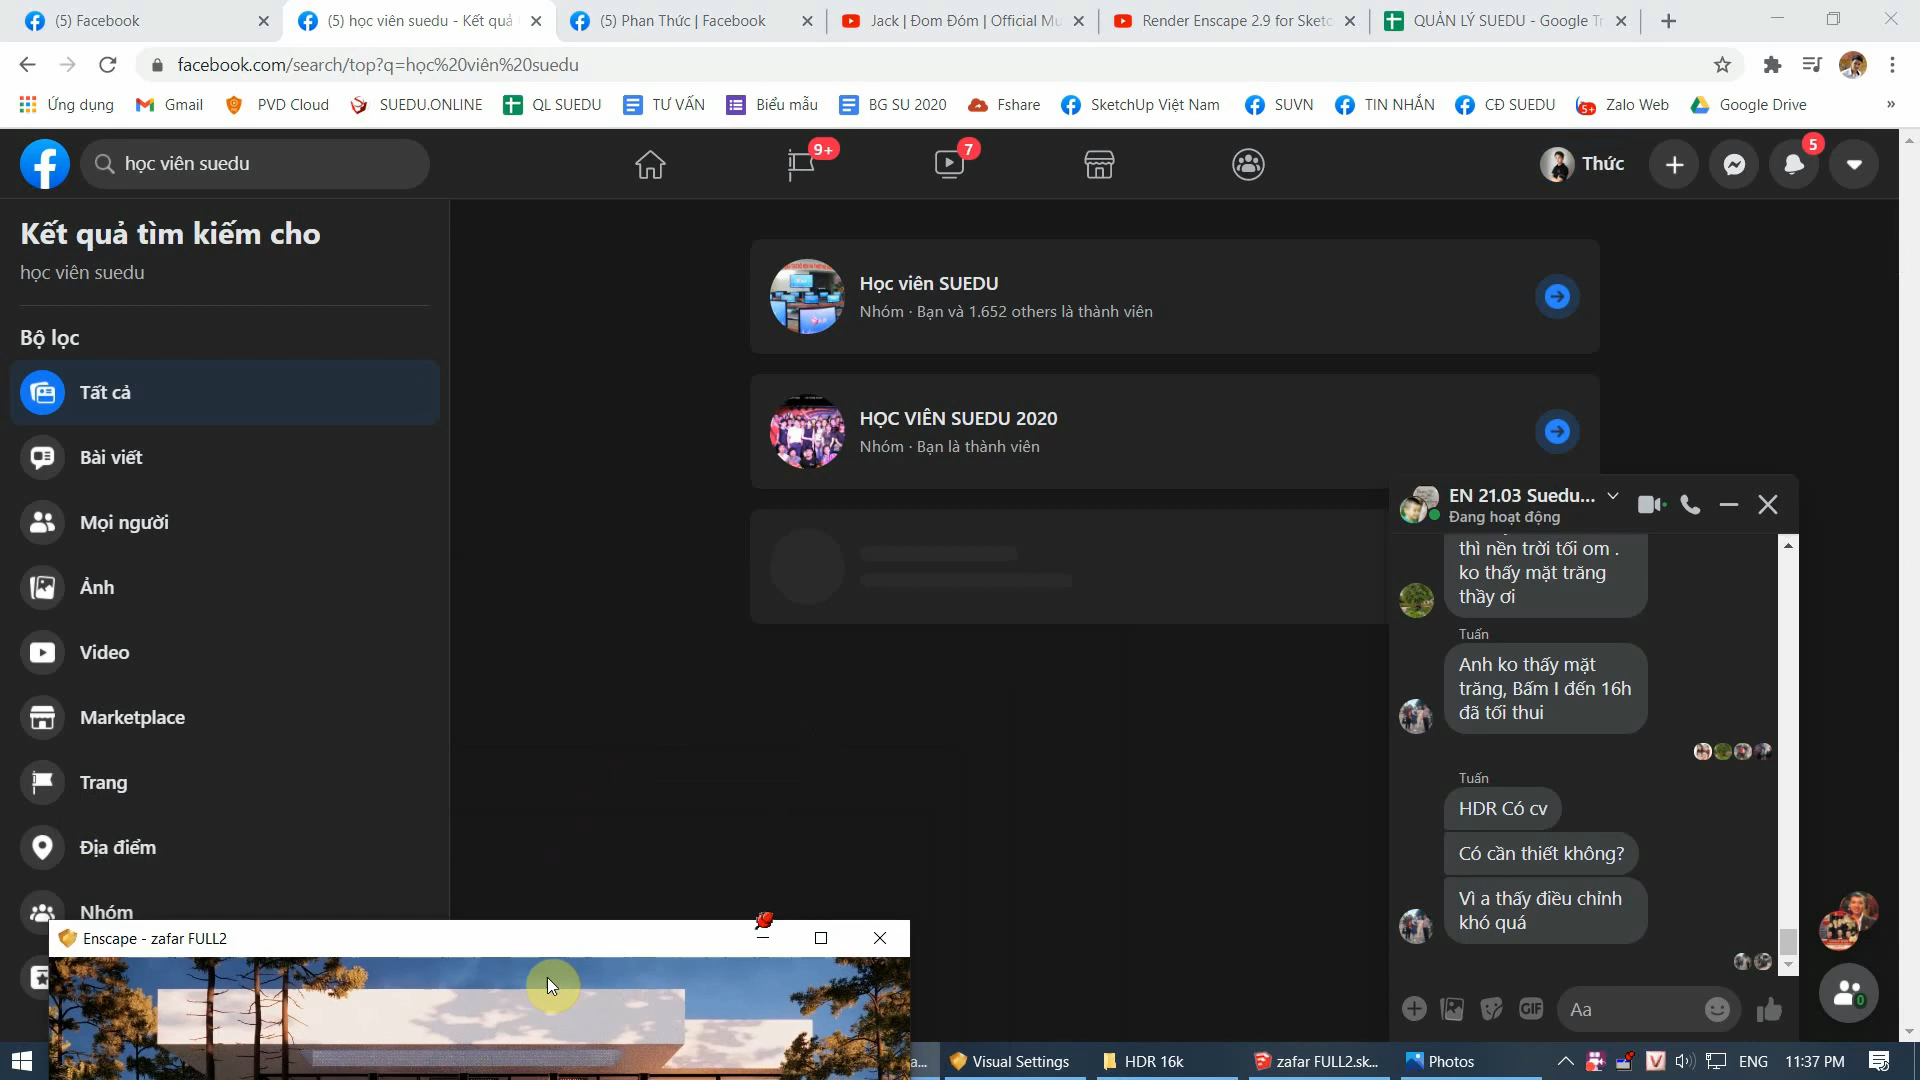 (5) Facebook
(5) học viên suedu - Kết quả
(5) Phan Thức | Facebook
Jack | Đom Đóm | Official Mu
Render Enscape 2.9 for Sketc
QUẢN LÝ SUEDU - Google Tr
facebook.com/search/top?q=học%20viên%20suedu
Ứng dụng
Gmail
PVD Cloud
SUEDU.ONLINE
QL SUEDU
TƯ VẤN
Biểu mẫu
BG SU 2020
Fshare
SketchUp Việt Nam
SUVN
TIN NHẮN
CĐ SUEDU
5+
Zalo Web
Google Drive
»
học viên suedu
9+
7
Thức
5
Kết quả tìm kiếm cho
học viên suedu
Bộ lọc
Tất cả
Bài viết
Mọi người
Ảnh
Video
Marketplace
Trang
Địa điểm
Nhóm
Học viên SUEDU
Nhóm · Bạn và 1.652 others là thành viên
HỌC VIÊN SUEDU 2020
Nhóm · Bạn là thành viên
EN 21.03 Suedu...
Đang hoạt động
thì nền trời tối om .
ko thấy mặt trăng
thầy ơi
Tuấn
Anh ko thấy mặt
trăng, Bấm I đến 16h
đã tối thui
Tuấn
HDR Có cv
Có cần thiết không?
Vì a thấy điều chỉnh
khó quá
GIF
Aa
0
Enscape - zafar FULL2
a...
Visual Settings
HDR 16k
zafar FULL2.sk...
Photos
V
ENG
11:37 PM